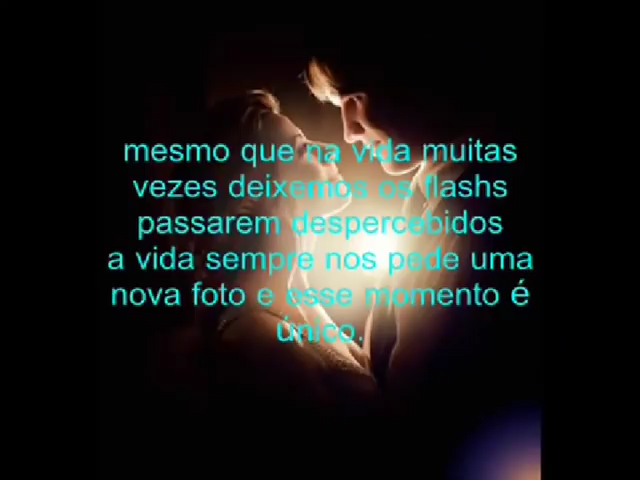 mesmo que na vida muitas
vezes deixemos os flashs
passarem despercebidos
a vida sempre nos pede uma
nova foto e esse momento é
único.